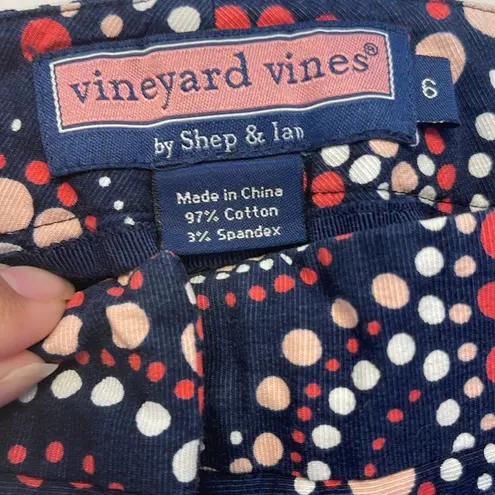 vineyard vines®
by Shep & Ian
6
Made in China
97% Cotton
3% Spandex